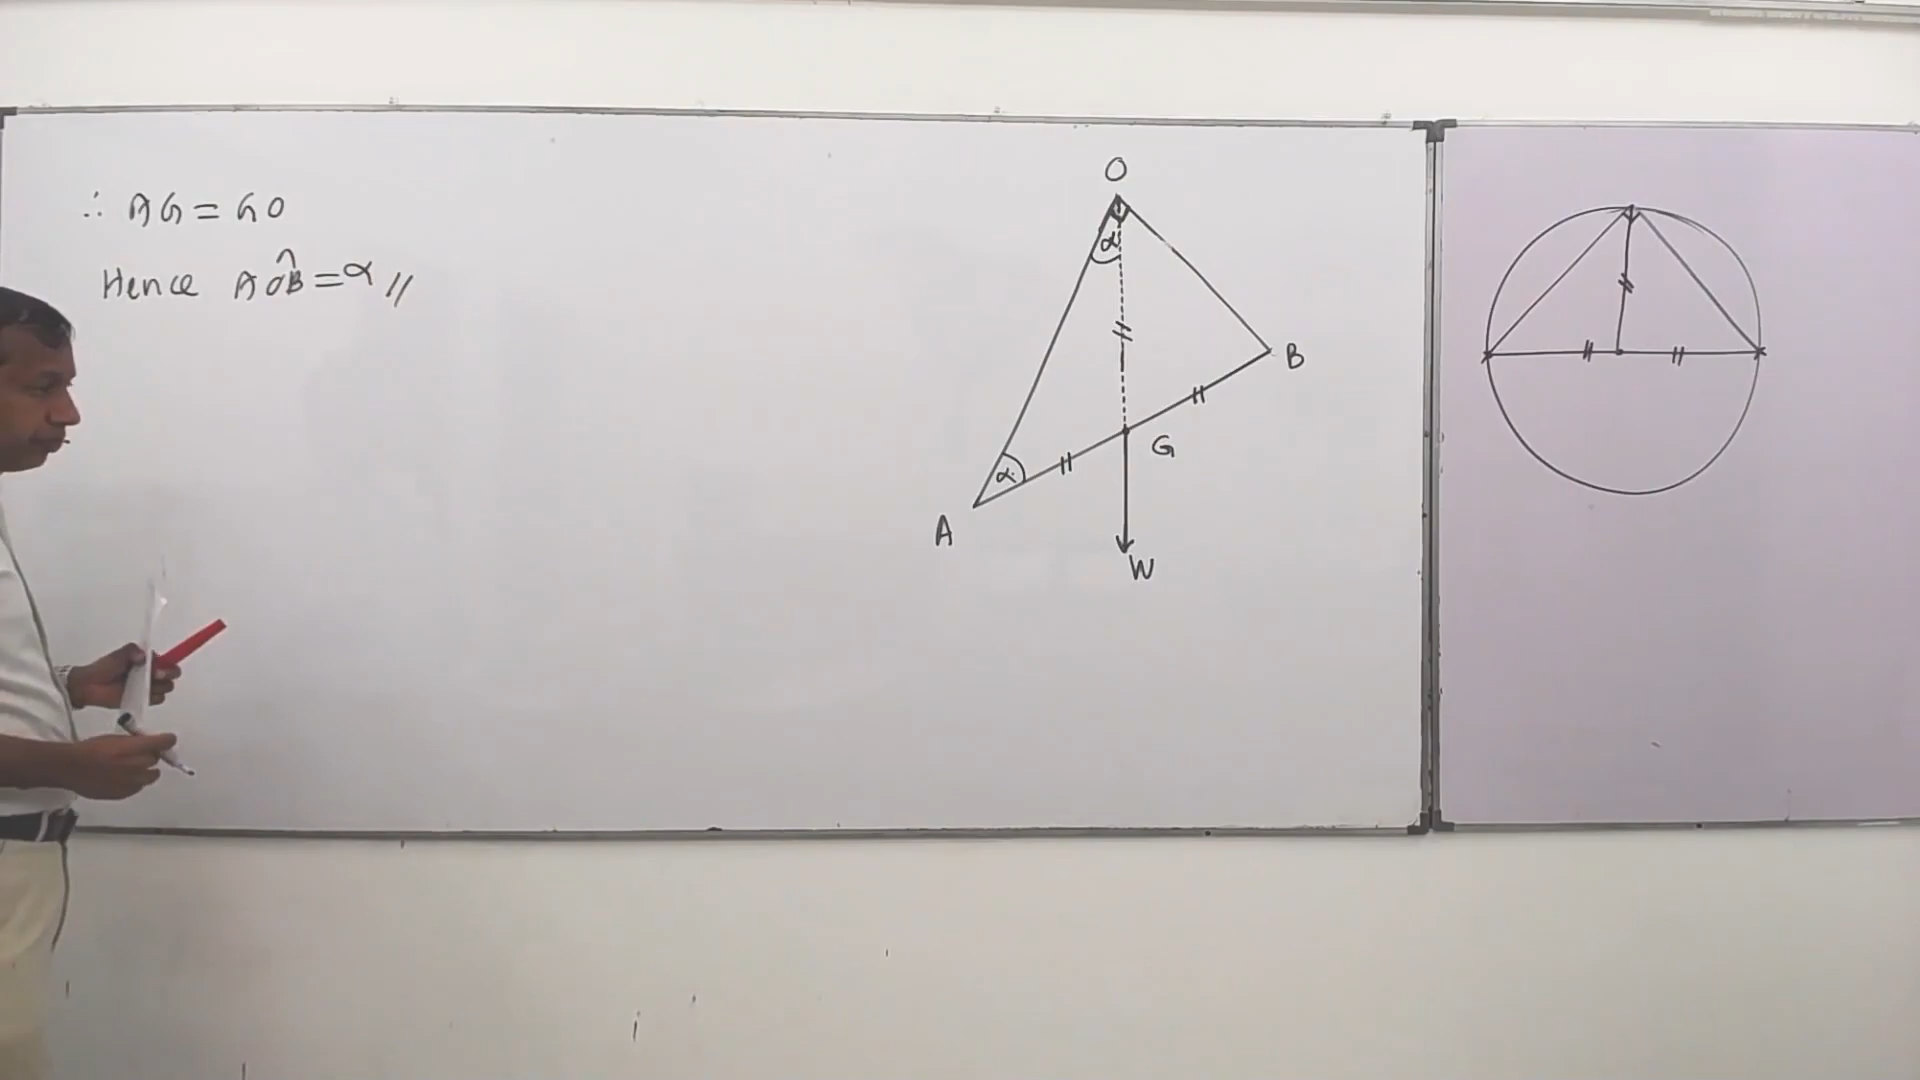 ∴ AG = GO
Hence AÔB = α //
O
α
B
G
α
A
W